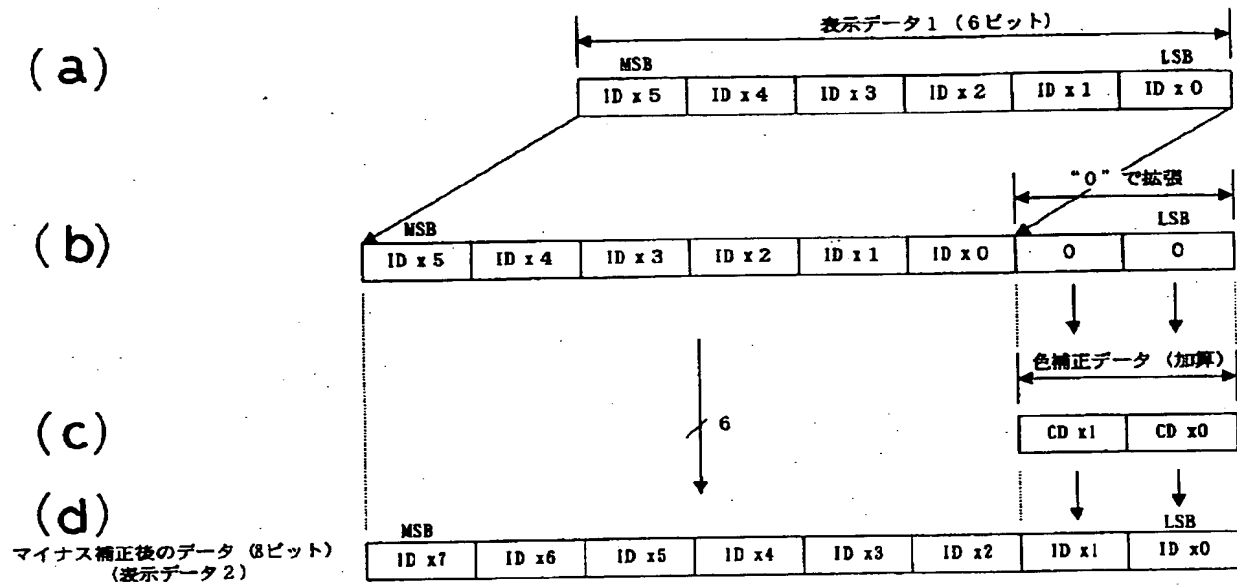 表示データ1 (6ビット)
(a)
MSB LSB
ID x 5 ID x 4 ID x 3 ID x 2 ID x 1 ID x 0
“0” で拡張
(b)
MSB LSB
ID x 5 ID x 4 ID x 3 ID x 2 ID x 1 ID x 0 0 0
色補正データ (加算)
(c)
6
CD x1 CD x0
(d)
MSB LSB
マイナス補正後のデータ (8ビット)
(表示データ2)
ID x7 ID x6 ID x5 ID x4 ID x3 ID x2 ID x1 ID x0